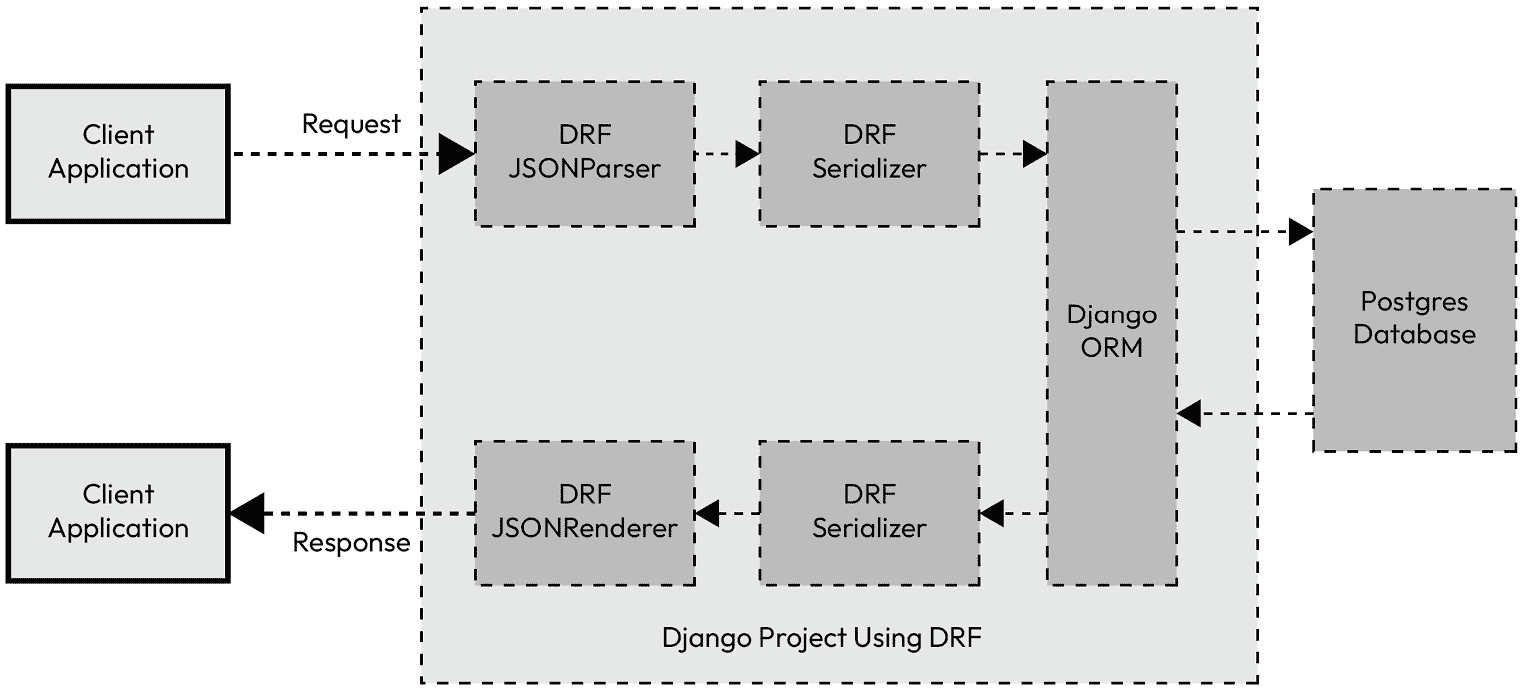 Client
Application
Request
DRF
JSONParser
DRF
Serializer
Django
ORM
Postgres
Database
Client
Application
Response
DRF
JSONRenderer
DRF
Serializer
Django Project Using DRF